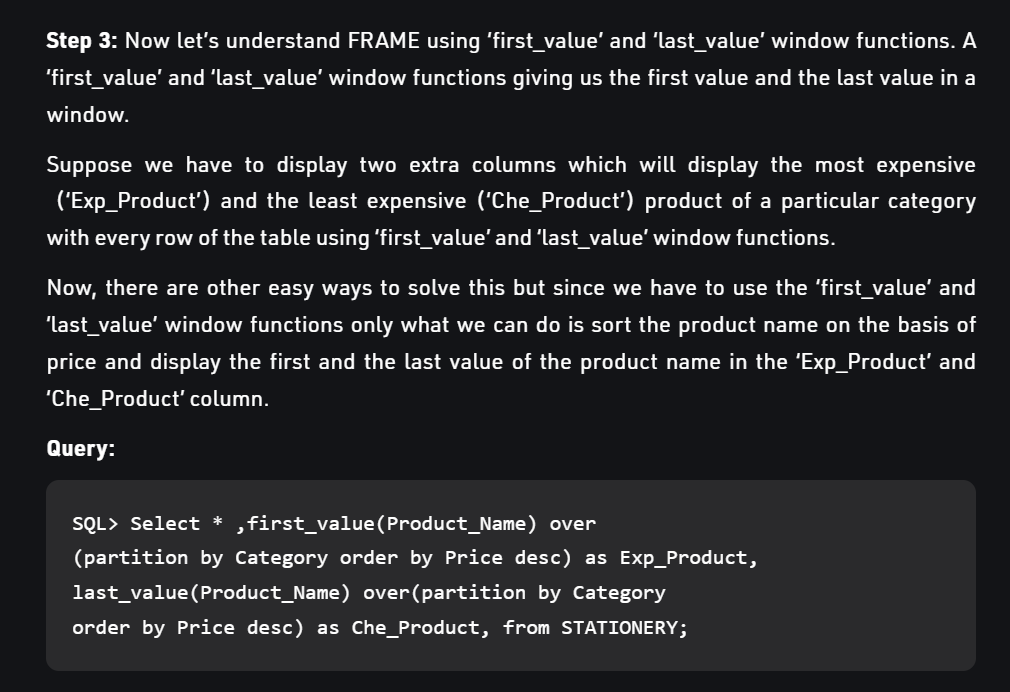 Step 3: Now let’s understand FRAME using ‘first_value’ and ‘last_value’ window functions. A
‘first_value’ and ‘last_value’ window functions giving us the first value and the last value in a
window.
Suppose we have to display two extra columns which will display the most expensive
(‘Exp_Product’) and the least expensive (‘Che_Product’) product of a particular category
with every row of the table using ‘first_value’ and ‘last_value’ window functions.
Now, there are other easy ways to solve this but since we have to use the ‘first_value’ and
‘last_value’ window functions only what we can do is sort the product name on the basis of
price and display the first and the last value of the product name in the ‘Exp_Product’ and
‘Che_Product’ column.
Query:
SQL> Select * ,first_value(Product_Name) over
(partition by Category order by Price desc) as Exp_Product,
last_value(Product_Name) over(partition by Category
order by Price desc) as Che_Product, from STATIONERY;